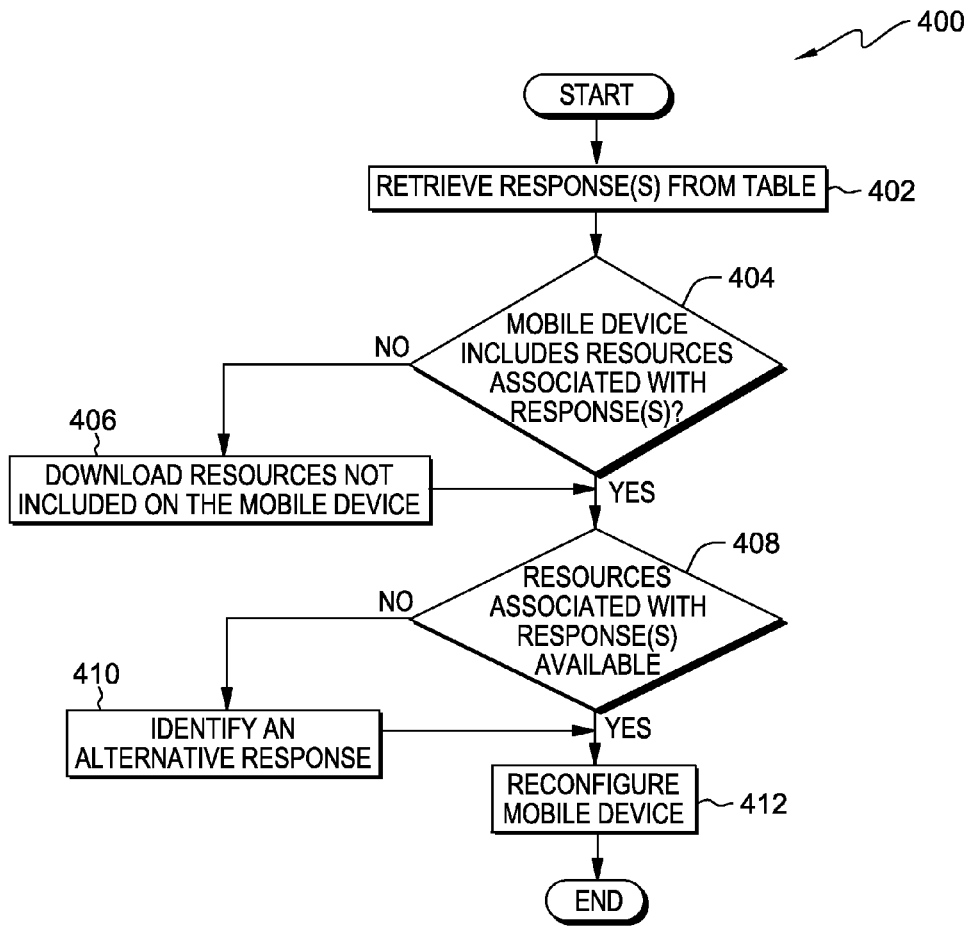 400
START
RETRIEVE RESPONSE(S) FROM TABLE
402
404
MOBILE DEVICE
INCLUDES RESOURCES
ASSOCIATED WITH
RESPONSE(S)?
NO
406
DOWNLOAD RESOURCES NOT
INCLUDED ON THE MOBILE DEVICE
YES
408
RESOURCES
ASSOCIATED WITH
RESPONSE(S)
AVAILABLE
NO
410
IDENTIFY AN
ALTERNATIVE RESPONSE
YES
RECONFIGURE
MOBILE DEVICE
412
END